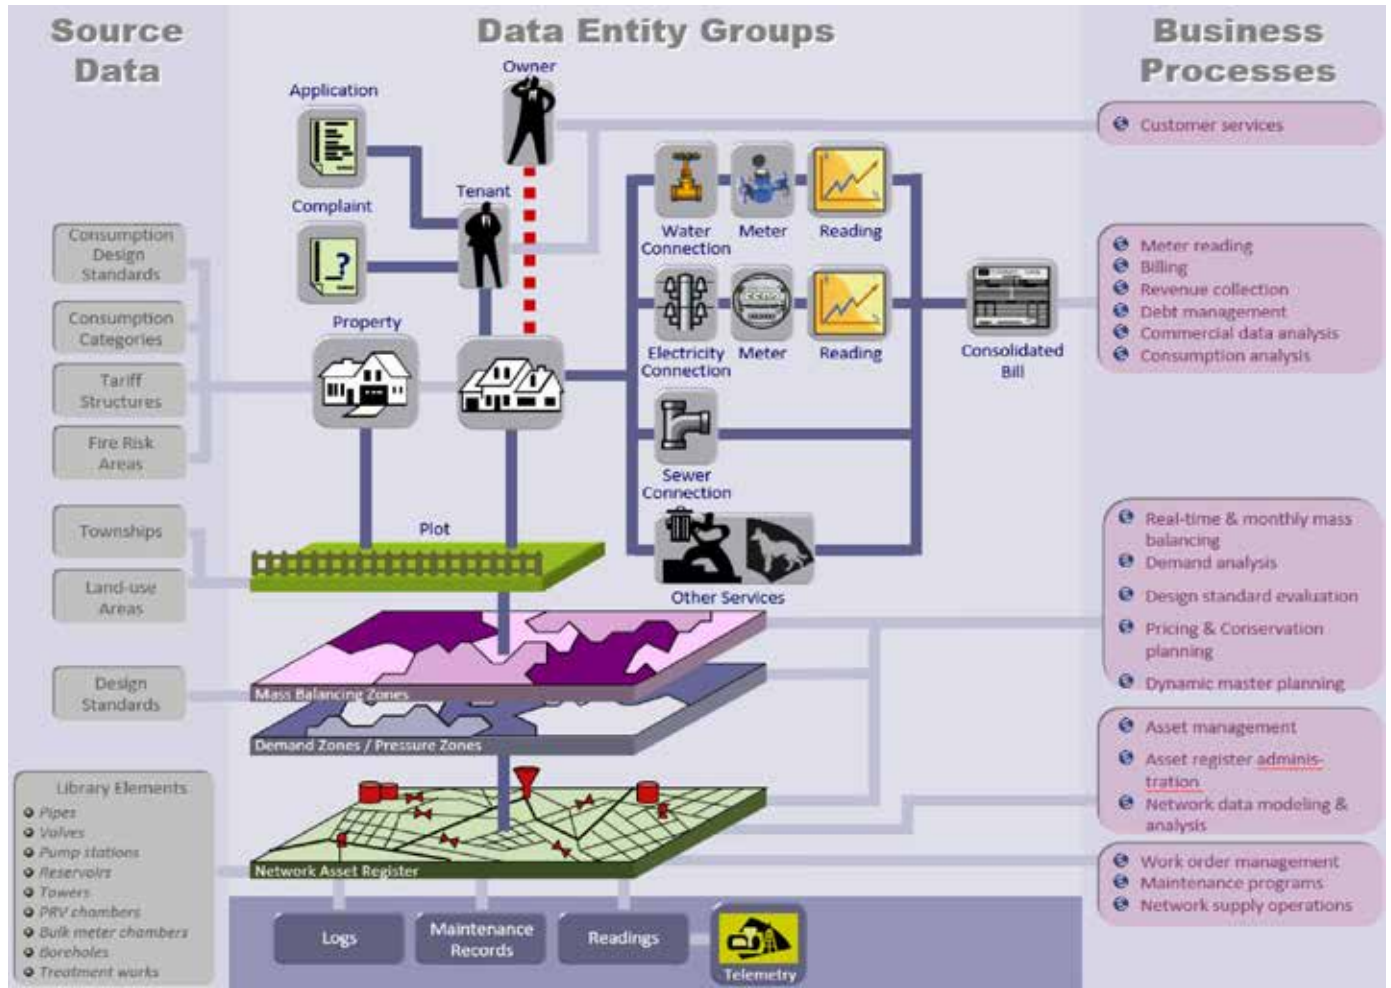 Source
Data
Data Entity Groups
Business
Processes
Owner
Application
Customer services
Tenant
Complaint
Water
Connection
Meter
Reading
Consumption
Design
Standards
Meter reading
Billing
Revenue collection
Debt management
Commercial data analysis
Consumption analysis
Consumption
Categories
Property
Electricity
Connection
Meter
Reading
Consolidated
Bill
Tariff
Structures
Fire Risk
Areas
Sewer
Connection
Townships
Plot
Real-time & monthly mass
balancing
Demand analysis
Design standard evaluation
Pricing & Conservation
planning
Dynamic master planning
Land-use
Areas
Other Services
Design
Standards
Mass Balancing Zones
Demand Zones / Pressure Zones
Asset management
Asset register adminis-
tration
Network data modeling &
analysis
Library Elements
Pipes
Valves
Pump stations
Reservoirs
Towers
PRV chambers
Bulk meter chambers
Boreholes
Treatment works
Network Asset Register
Work order management
Maintenance programs
Network supply operations
Logs
Maintenance
Records
Readings
Telemetry
?